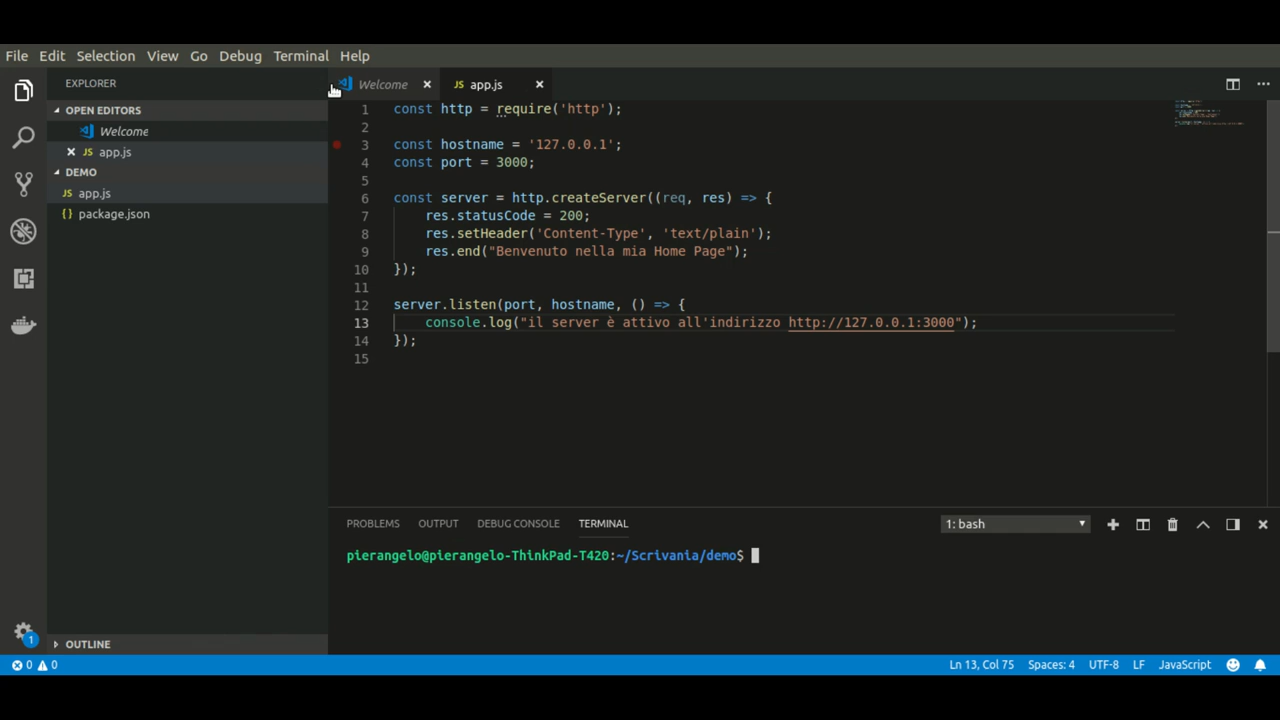 File Edit Selection View Go Debug Terminal Help
EXPLORER
OPEN EDITORS
Welcome
app.js
DEMO
app.js
package.json
OUTLINE
Welcome
app.js
1 const http = require('http');
2
3 const hostname = '127.0.0.1';
4 const port = 3000;
5
6 const server = http.createServer((req, res) => {
7 res.statusCode = 200;
8 res.setHeader('Content-Type', 'text/plain');
9 res.end("Benvenuto nella mia Home Page");
10 });
11
12 server.listen(port, hostname, () => {
13 console.log("il server è attivo all'indirizzo http://127.0.0.1:3000");
14 });
15
PROBLEMS OUTPUT DEBUG CONSOLE TERMINAL 1: bash
pierangelo@pierangelo-ThinkPad-T420:~/Scrivania/demo$
1
0 0 Ln 13, Col 75 Spaces: 4 UTF-8 LF JavaScript